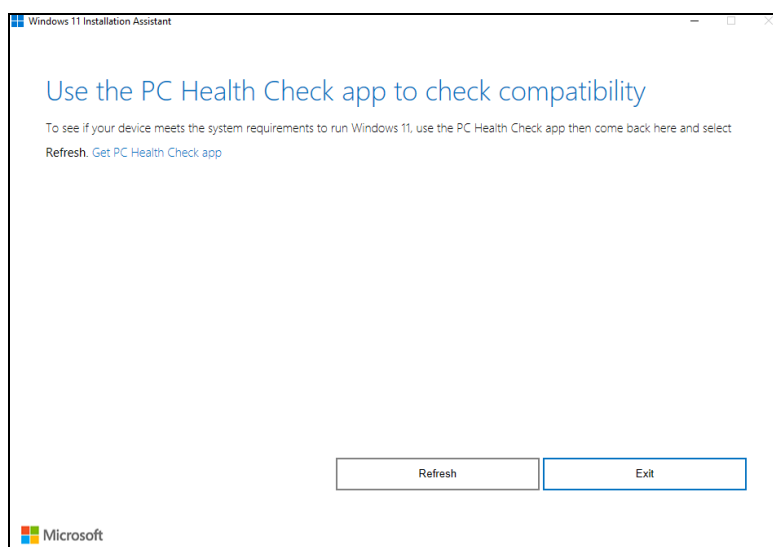 Windows 11 Installation Assistant
Use the PC Health Check app to check compatibility
To see if your device meets the system requirements to run Windows 11, use the PC Health Check app then come back here and select
Refresh. Get PC Health Check app
Refresh
Exit
Microsoft